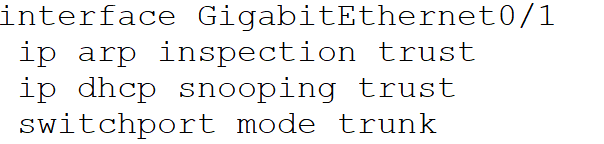 interface GigabitEthernet0/1
ip arp inspection trust
ip dhcp snooping trust
switchport mode trunk